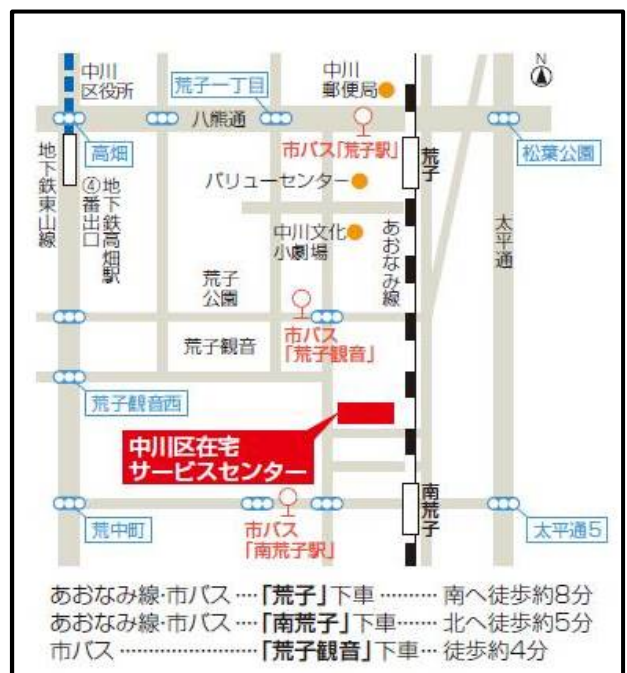 N
中川
区役所
荒子一丁目
中川
郵便局
八熊通
高畑
市バス「荒子駅」
荒子
松葉公園
地下鉄東山線
④番出口
地下鉄高畑駅
バリューセンター
中川文化
小劇場
あおなみ線
太平通
荒子
公園
市バス
「荒子観音」
荒子観音
荒子観音西
中川区在宅
サービスセンター
南荒子
荒中町
市バス
「南荒子駅」
太平通5
あおなみ線・市バス…「荒子」下車………南へ徒歩約8分
あおなみ線・市バス…「南荒子」下車……北へ徒歩約5分
市バス……………………「荒子観音」下車…徒歩約4分